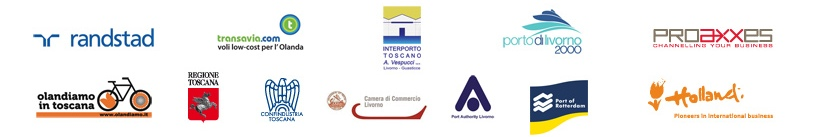 randstad
transavia.com
voli low-cost per l'Olanda
INTERPORTO
TOSCANO
A. Vespucci
Livorno - Guasticce
porto di livorno
2000
PROAXXES
CHANNELLING YOUR BUSINESS
olandiamo
in toscana
www.olandiamo.it
REGIONE
TOSCANA
CONFINDUSTRIA
TOSCANA
Camera di Commercio
Livorno
Port Authority Livorno
Port of
Rotterdam
Holland.
Pioneers in international business